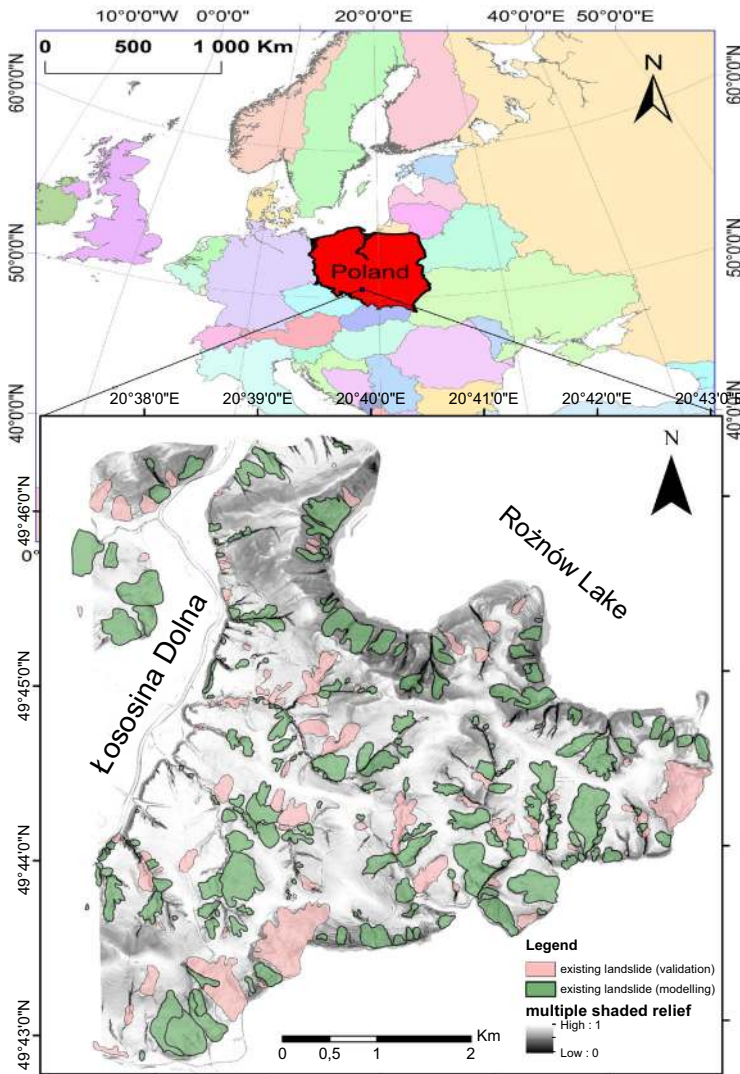 10°0'0"W 0°0'0" 20°0'0"E 40°0'0"E 50°0'0"E
0 500 1 000 Km
N
60°0'0"N
60°0'0"N
50°0'0"N
50°0'0"N
Poland
40°0'0"N
40°0'0"N
20°38'0"E 20°39'0"E 20°40'0"E 20°41'0"E 20°42'0"E 20°43'0"E
N
49°46'0"N
Rożnów Lake
Łososina Dolna
49°45'0"N
49°44'0"N
49°43'0"N
Legend
existing landslide (validation)
existing landslide (modelling)
multiple shaded relief
High : 1
Low : 0
Km
0 0,5 1 2